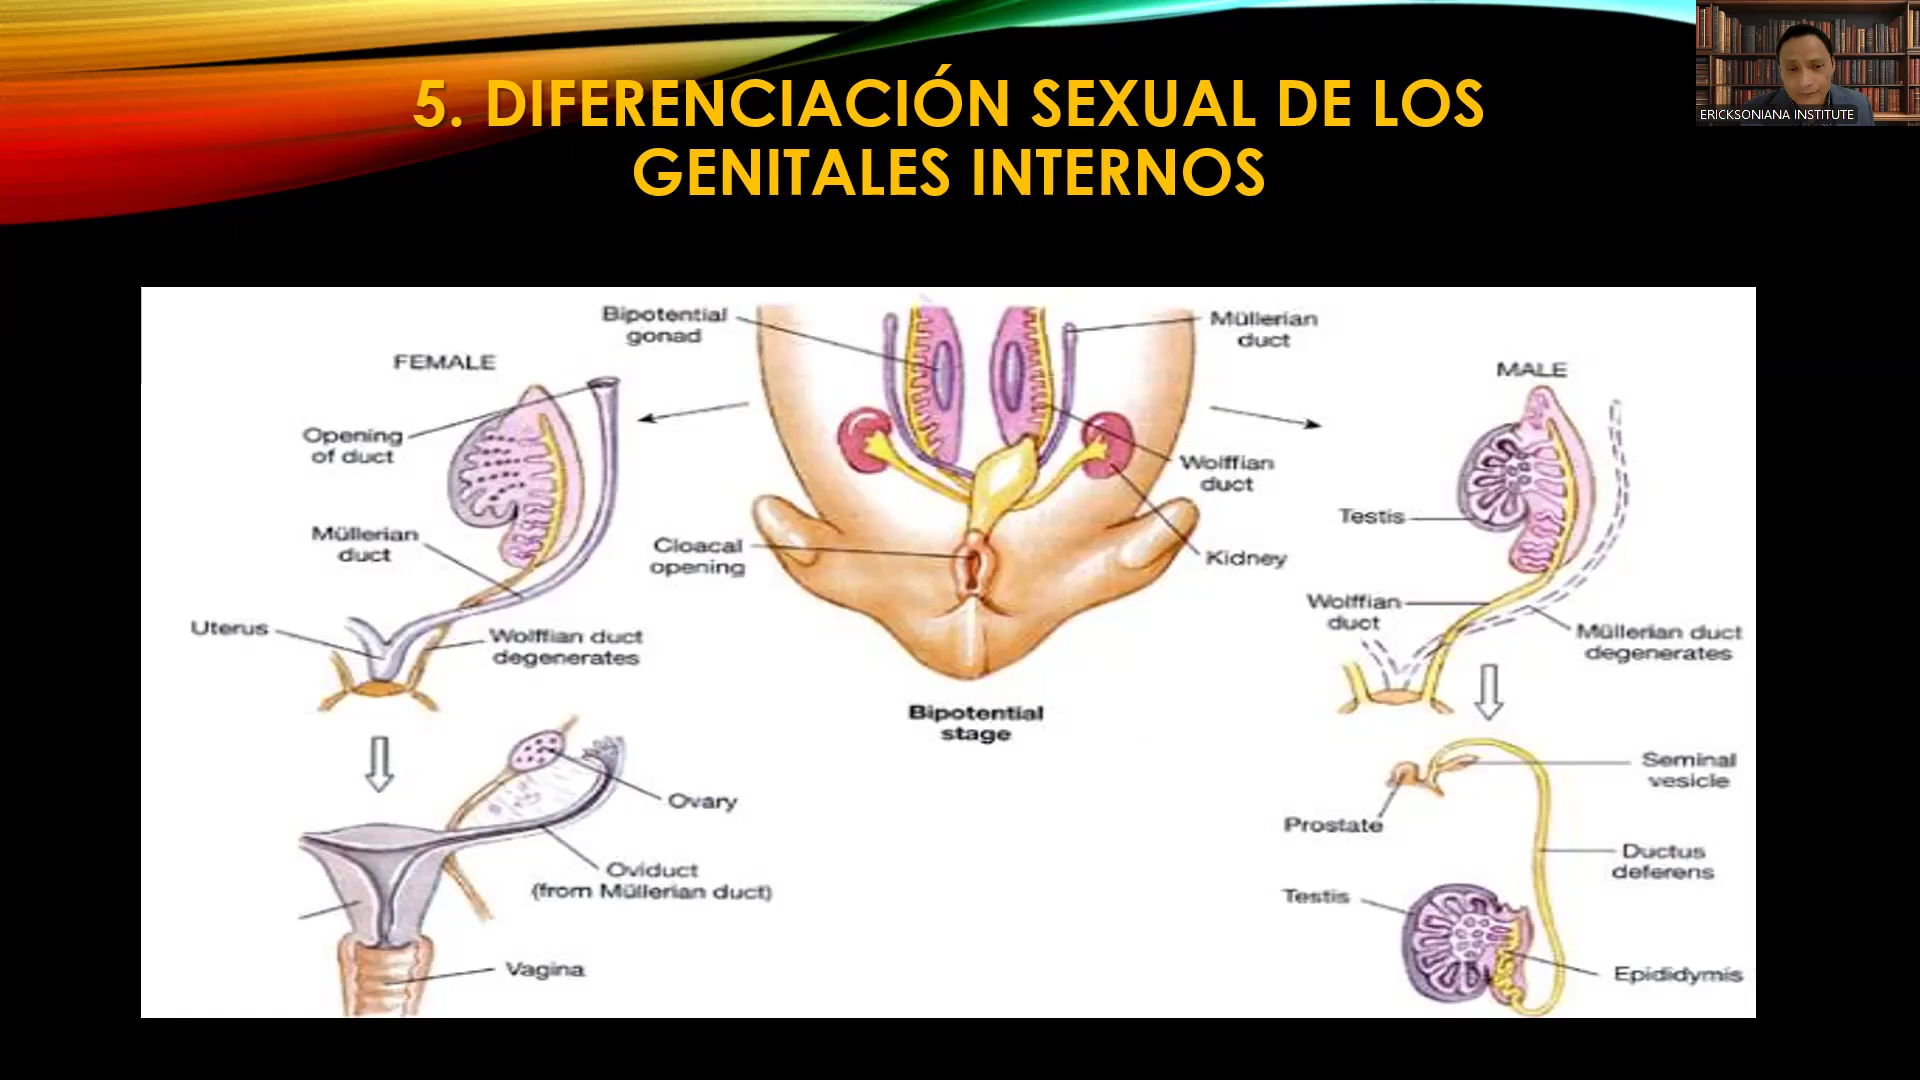 5. DIFERENCIACIÓN SEXUAL DE LOS
GENITALES INTERNOS
ERICKSONIANA INSTITUTE
FEMALE
Opening
of duct
Müllerian
duct
Uterus
Wolffian duct
degenerates
Ovary
Oviduct
(from Müllerian duct)
Vagina
Bipotential
gonad
Müllerian
duct
Wolffian
duct
Cloacal
opening
Kidney
Bipotential
stage
MALE
Testis
Wolffian
duct
Müllerian duct
degenerates
Seminal
vesicle
Prostate
Ductus
deferens
Testis
Epididymis